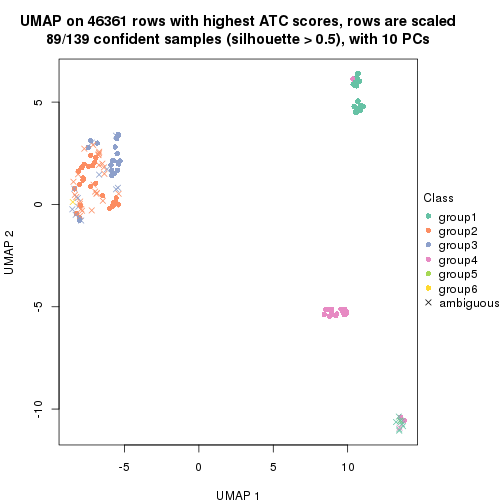 UMAP on 46361 rows with highest ATC scores, rows are scaled
89/139 confident samples (silhouette > 0.5), with 10 PCs
5
0
-5
-10
UMAP 2
-5
0
5
10
UMAP 1
Class
group1
group2
group3
group4
group5
group6
ambiguous